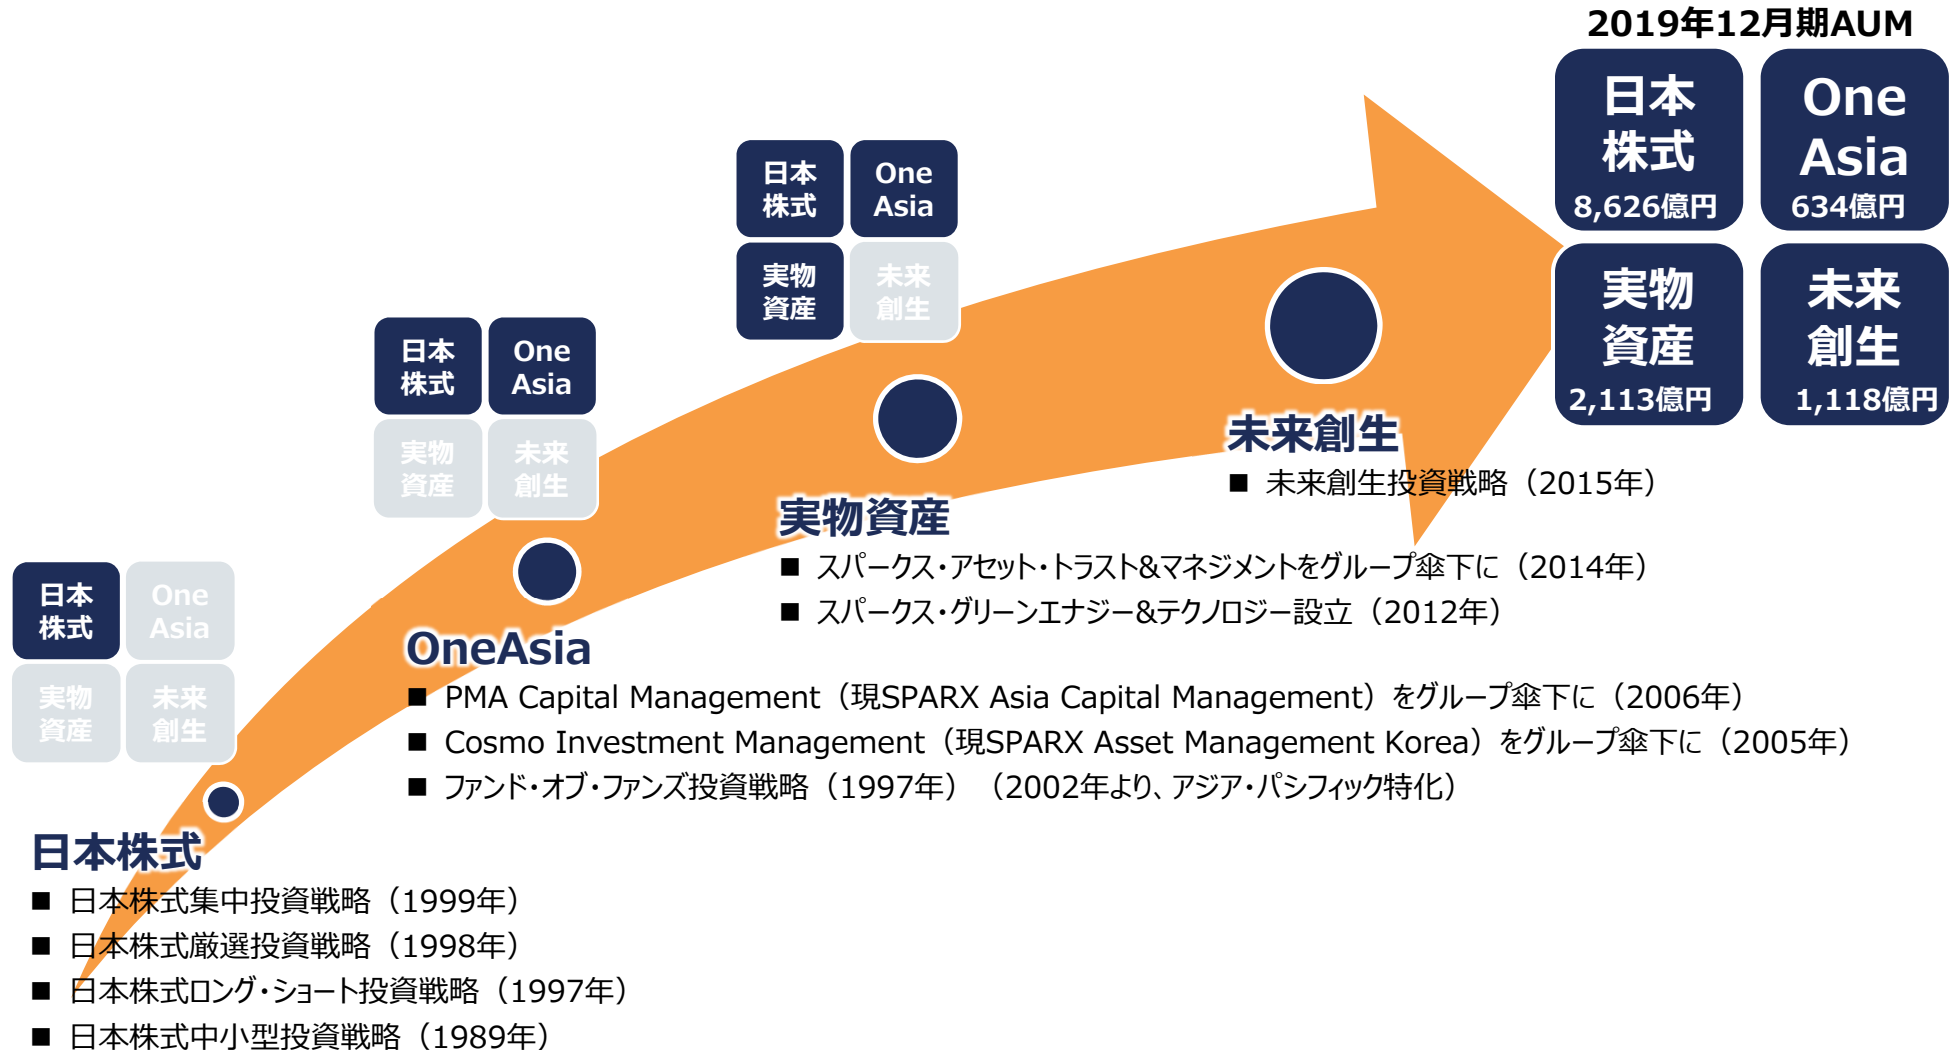 2019年12月期AUM
日本
株式
8,626億円
One
Asia
634億円
実物
資産
2,113億円
未来
創生
1,118億円
日本
株式
One
Asia
実物
資産
未来
創生
未来創生
■ 未来創生投資戦略（2015年）
日本
株式
One
Asia
実物
資産
未来
創生
実物資産
■ スパークス・アセット・トラスト&マネジメントをグループ傘下に（2014年）
■ スパークス・グリーンエナジー&テクノロジー設立（2012年）
日本
株式
One
Asia
実物
資産
未来
創生
OneAsia
■ PMA Capital Management（現SPARX Asia Capital Management）をグループ傘下に（2006年）
■ Cosmo Investment Management（現SPARX Asset Management Korea）をグループ傘下に（2005年）
■ ファンド・オブ・ファンズ投資戦略（1997年）（2002年より、アジア・パシフィック特化）
日本株式
■ 日本株式集中投資戦略（1999年）
■ 日本株式厳選投資戦略（1998年）
■ 日本株式ロング・ショート投資戦略（1997年）
■ 日本株式中小型投資戦略（1989年）